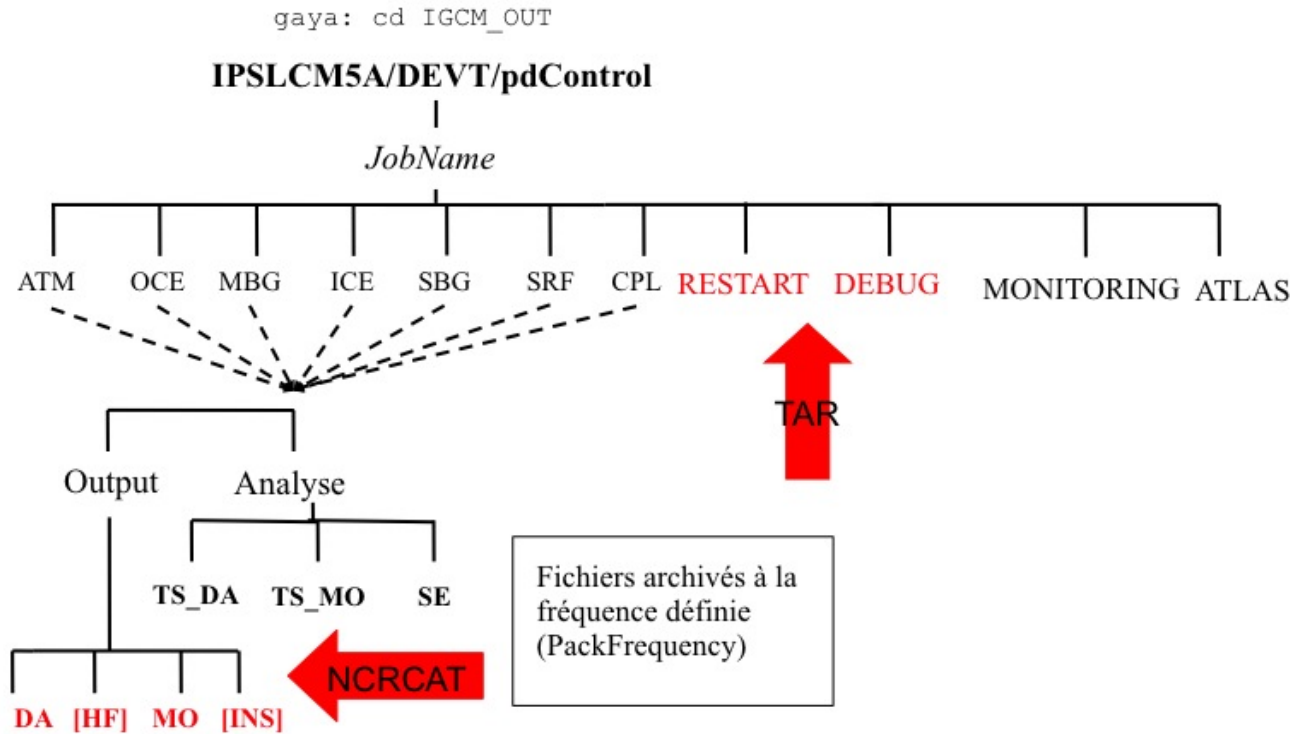 gaya: cd IGCM_OUT
IPSLCM5A/DEVT/pdControl
JobName
ATM OCE MBG ICE SBG SRF CPL RESTART DEBUG MONITORING ATLAS
TAR
Output Analyse
TS_DA TS_MO SE
Fichiers archivés à la
fréquence définie
(PackFrequency)
NCRCAT
DA [HF] MO [INS]